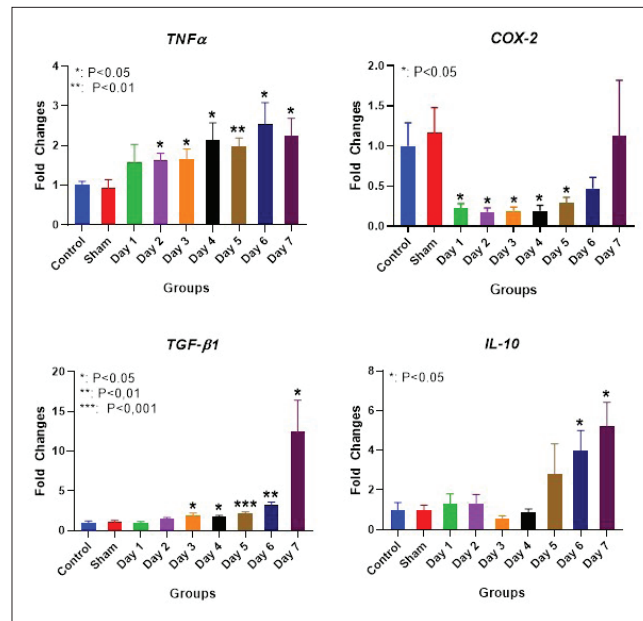 TNFα
*: P<0.05
**: P<0.01
Fold Changes
4
3
2
1
0
*
*
*
**
*
*
Control
Sham
Day 1
Day 2
Day 3
Day 4
Day 5
Day 6
Day 7
Groups
COX-2
*: P<0.05
Fold Changes
2.0
1.5
1.0
0.5
0.0
*
*
*
*
*
Control
Sham
Day 1
Day 2
Day 3
Day 4
Day 5
Day 6
Day 7
Groups
TGF-β1
*: P<0.05
**: P<0,01
***: P<0,001
Fold Changes
20
15
10
5
0
*
*
***
**
*
Control
Sham
Day 1
Day 2
Day 3
Day 4
Day 5
Day 6
Day 7
Groups
IL-10
*: P<0.05
Fold Changes
8
6
4
2
0
*
*
Control
Sham
Day 1
Day 2
Day 3
Day 4
Day 5
Day 6
Day 7
Groups